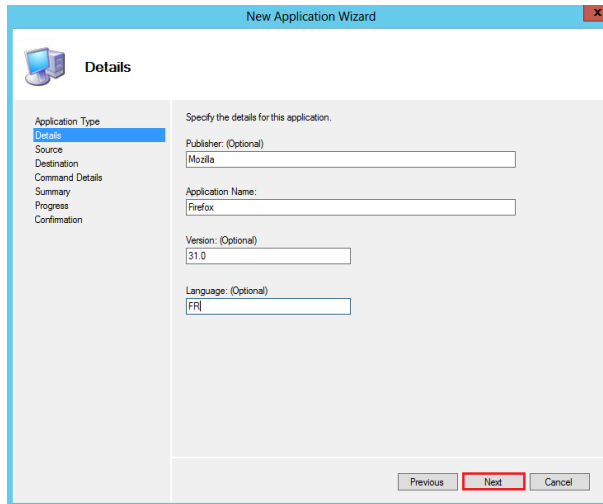 New Application Wizard
x
Details
Application Type
Details
Source
Destination
Command Details
Summary
Progress
Confirmation
Specify the details for this application.
Publisher: (Optional)
Mozilla
Application Name:
Firefox
Version: (Optional)
31.0
Language: (Optional)
FR
Previous Next Cancel